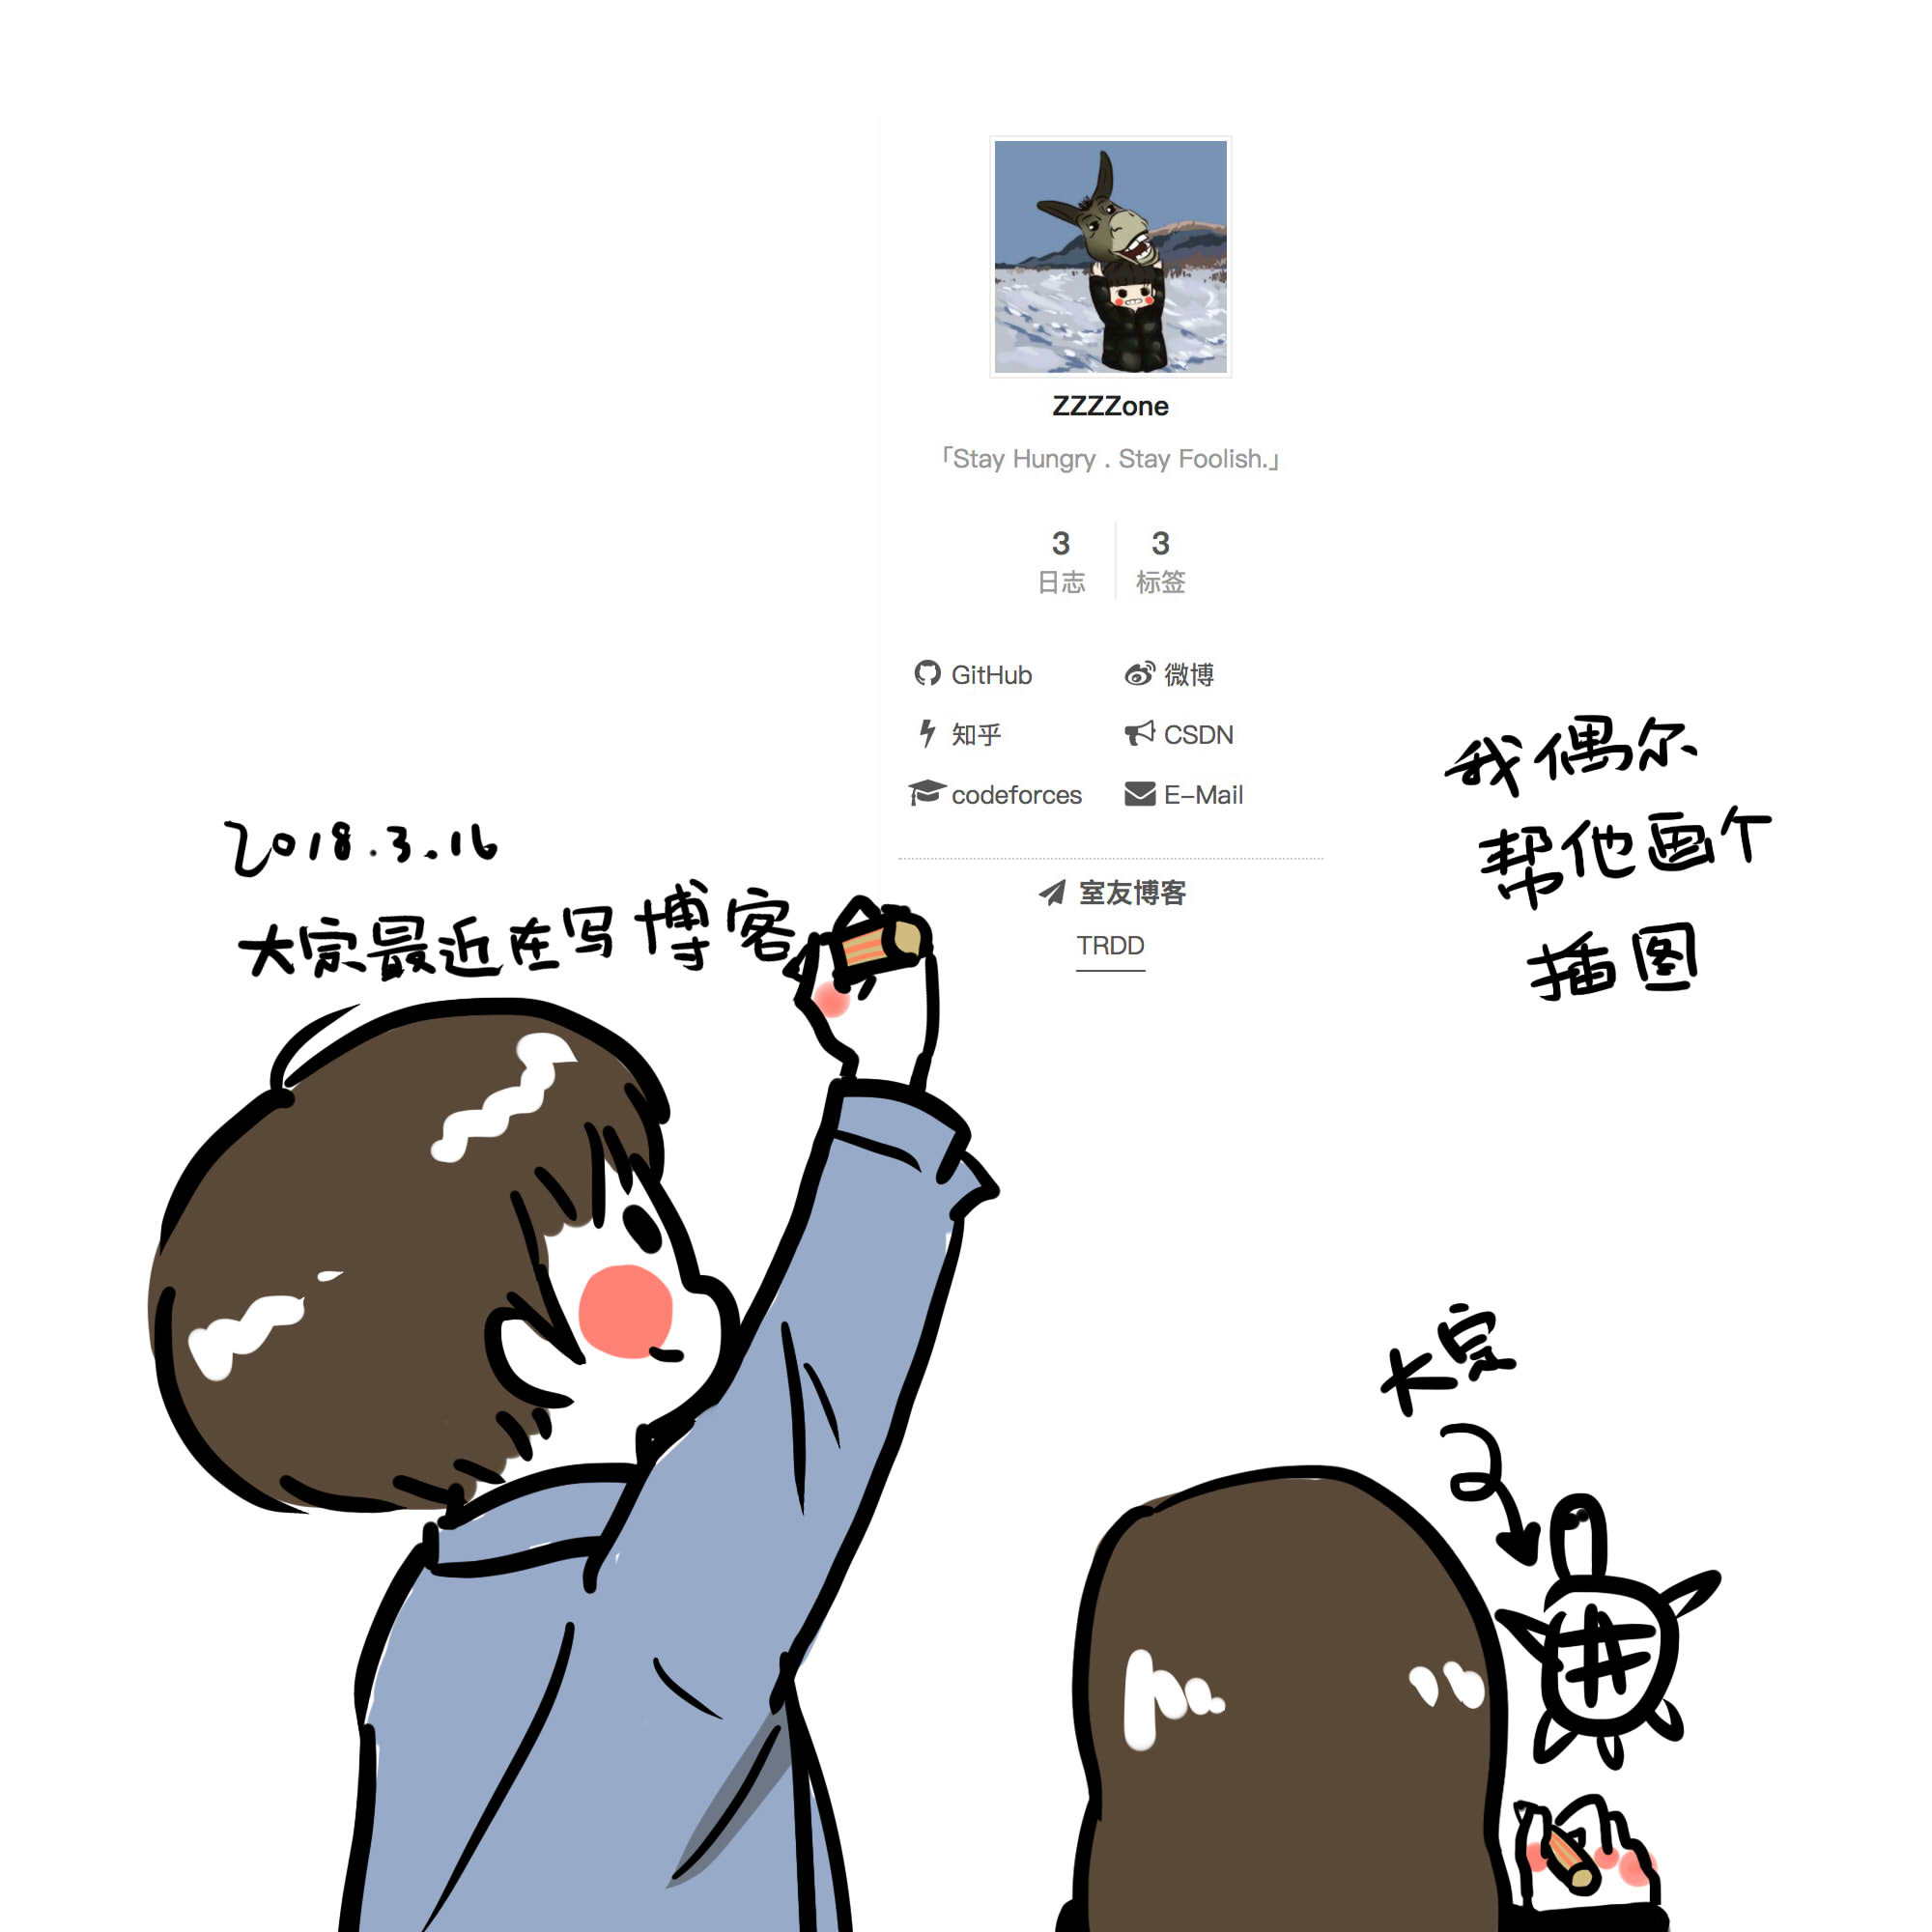 ZZZZone
「Stay Hungry . Stay Foolish.」
3 3
日志 标签
GitHub 微博
知乎 CSDN
codeforces E-Mail
室友博客
TRDD
2018.3.16
大宗最近在写博客
我偶尔
帮他画个
插图
大宗